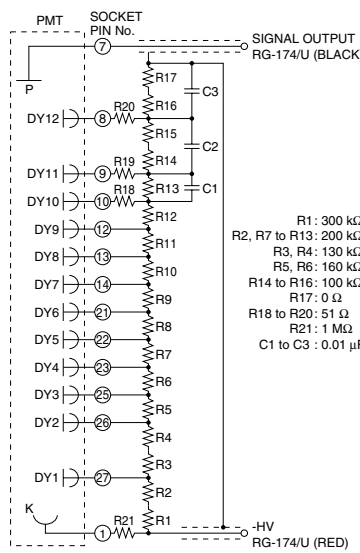 PMT
SOCKET
PIN No.
7
SIGNAL OUTPUT
RG-174/U (BLACK
P
R17
R16
C3
DY12
8
R20
R15
C2
R14
DY11
9
R19
R13
C1
DY10
10
R18
R12
DY9
12
R11
DY8
13
R10
DY7
14
R9
DY6
21
R8
DY5
22
R7
DY4
23
R6
DY3
25
R5
DY2
26
R4
R3
DY1
27
R2
K
1
R21
R1
-HV
RG-174/U (RED)
R1 : 300 kΩ
R2, R7 to R13 : 200 kΩ
R3, R4 : 130 kΩ
R5, R6 : 160 kΩ
R14 to R16 : 100 kΩ
R17 : 0 Ω
R18 to R20 : 51 Ω
R21 : 1 MΩ
C1 to C3 : 0.01 µF